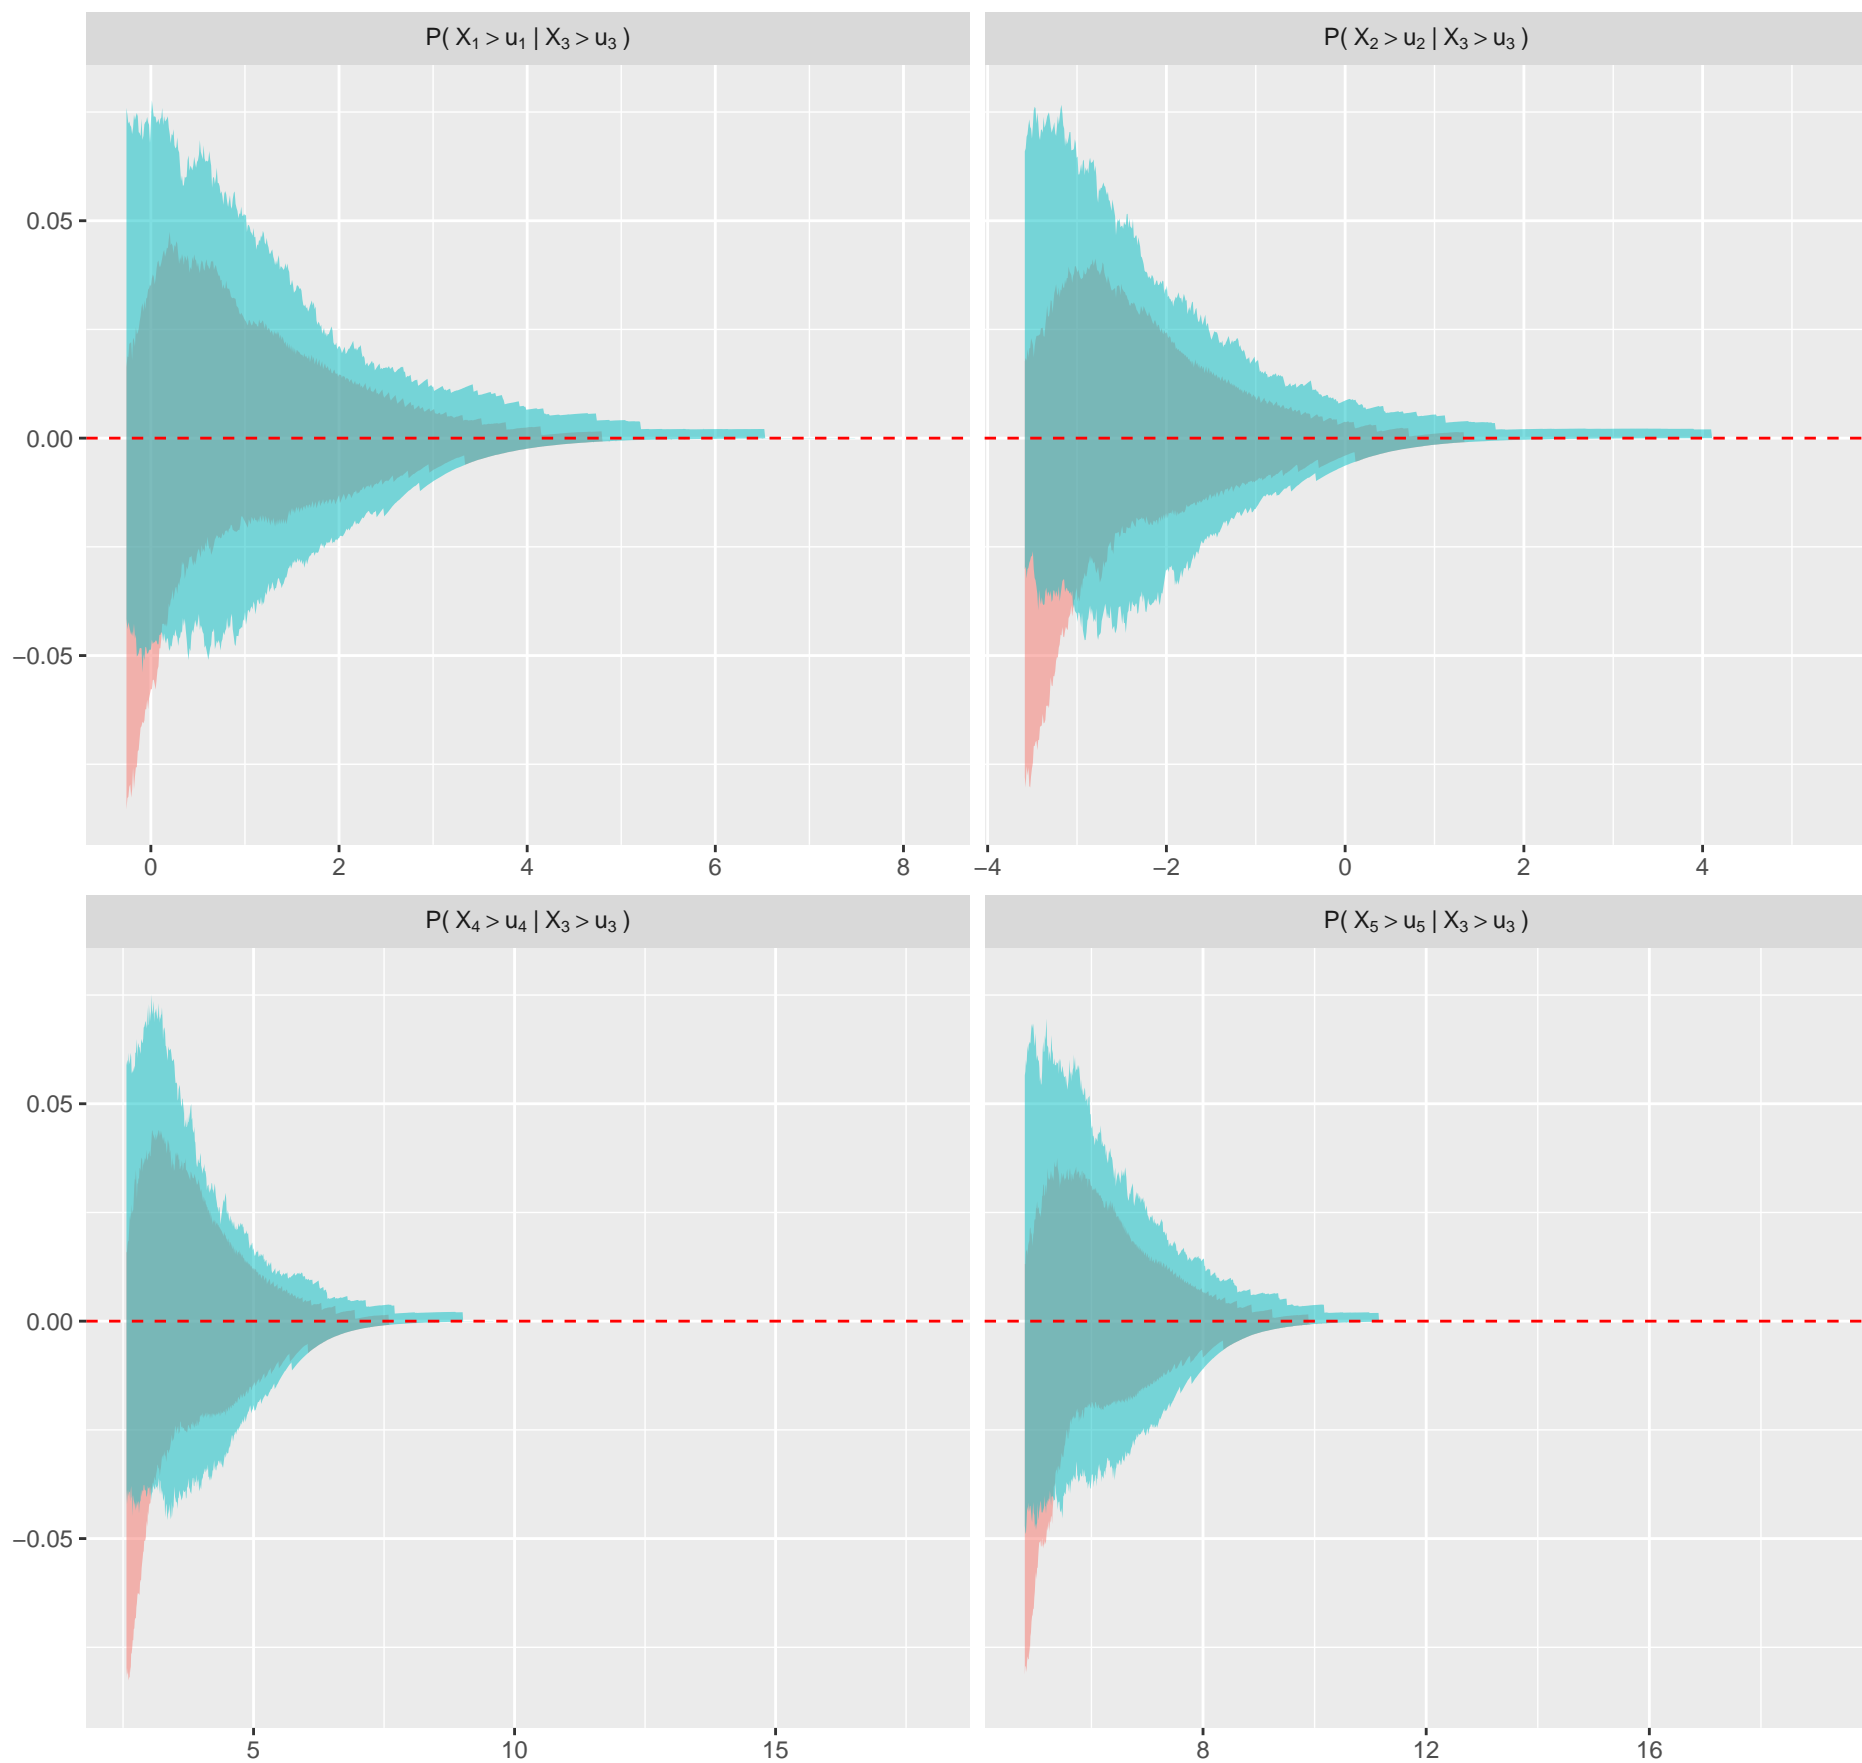 P( X₁ > u₁ | X₃ > u₃ )
P( X₂ > u₂ | X₃ > u₃ )
0.05
0.00
−0.05
0 2 4 6 8
−4 −2 0 2 4
P( X₄ > u₄ | X₃ > u₃ )
P( X₅ > u₅ | X₃ > u₃ )
0.05
0.00
−0.05
5 10 15
8 12 16